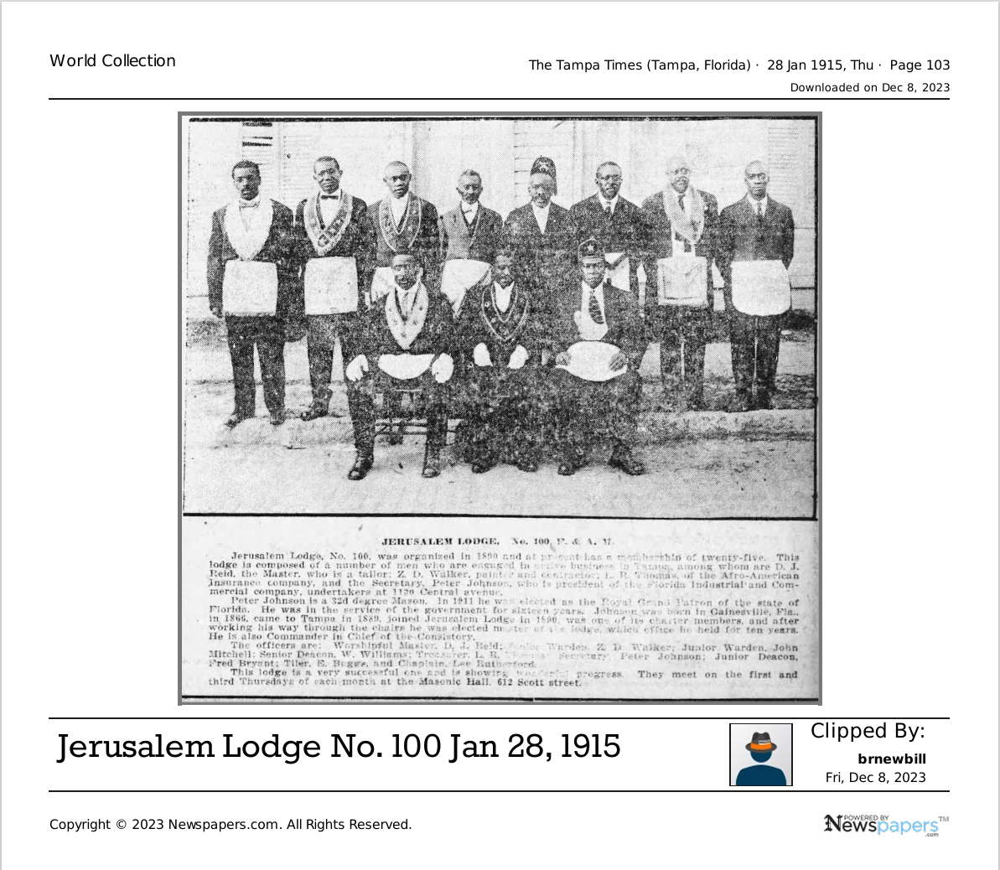 World Collection
The Tampa Times (Tampa, Florida) · 28 Jan 1915, Thu · Page 103
Downloaded on Dec 8, 2023
JERUSALEM LODGE, No. 100, F. & A. M.
Jerusalem Lodge, No. 100, was organized in 1890 and at present has a membership of twenty-five. This
lodge is composed of a number of men who are engaged in active business in Tampa, among whom are D. J.
Reid, the Master, who is a tailor; Z. D. Walker, painter and contractor; L. R. Thomas, of the Afro-American
Insurance company, and the Secretary, Peter Johnson, who is president of the Florida Industrial and Com-
mercial company, undertakers at 1130 Central avenue.
Peter Johnson is a 32d degree Mason. In 1911 he was elected as the Royal Grand Patron of the state of
Florida. He was in the service of the government for sixteen years. Johnson was born in Gainesville, Fla.,
in 1866, came to Tampa in 1889, joined Jerusalem Lodge in 1890, was one of its charter members, and after
working his way through the chairs he was elected master of the lodge, which office he held for ten years.
He is also Commander in Chief of the Consistory.
The officers are: Worshipful Master, D. J. Reid; Warden, Z. D. Walker; Junior Warden, John
Mitchell; Senior Deacon, W. Williams; Treasurer, L. R. Secretary, Peter Johnson; Junior Deacon,
Fred Bryant; Tiler, E. Boggs, and Chaplain, Lee Rutherford.
This lodge is a very successful one and is showing wonderful progress. They meet on the first and
third Thursdays of each month at the Masonic Hall, 612 Scott street.
Jerusalem Lodge No. 100 Jan 28, 1915
Clipped By:
brnewbill
Fri, Dec 8, 2023
Copyright © 2023 Newspapers.com. All Rights Reserved.
POWERED BY
Newspapers™
.com